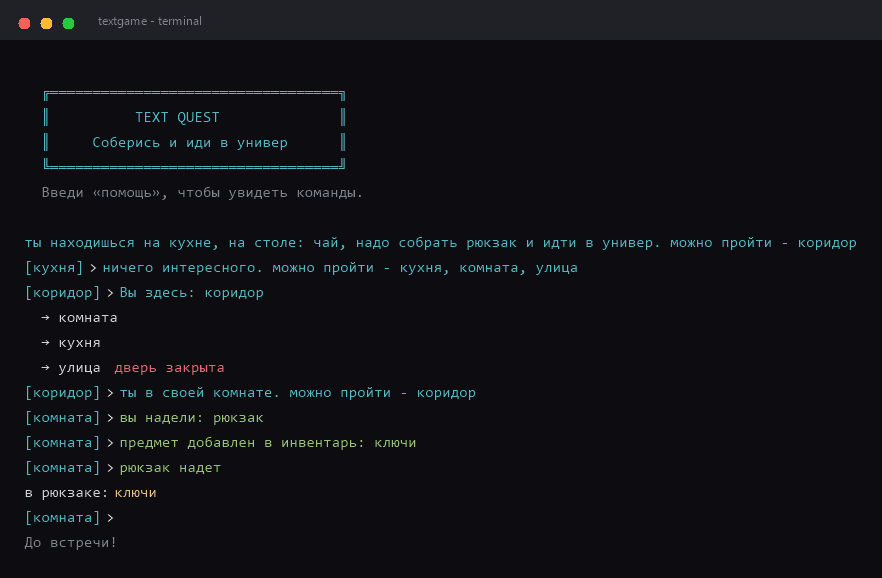 textgame - terminal
TEXT QUEST
Соберись и иди в универ
Введи «помощь», чтобы увидеть команды.
ты находишься на кухне, на столе: чай, надо собрать рюкзак и идти в универ. можно пройти - коридор
[кухня] > ничего интересного. можно пройти - кухня, комната, улица
[коридор] > Вы здесь: коридор
→ комната
→ кухня
→ улица дверь закрыта
[коридор] > ты в своей комнате. можно пройти - коридор
[комната] > вы надели: рюкзак
[комната] > предмет добавлен в инвентарь: ключи
[комната] > рюкзак надет
в рюкзаке: ключи
[комната] >
До встречи!